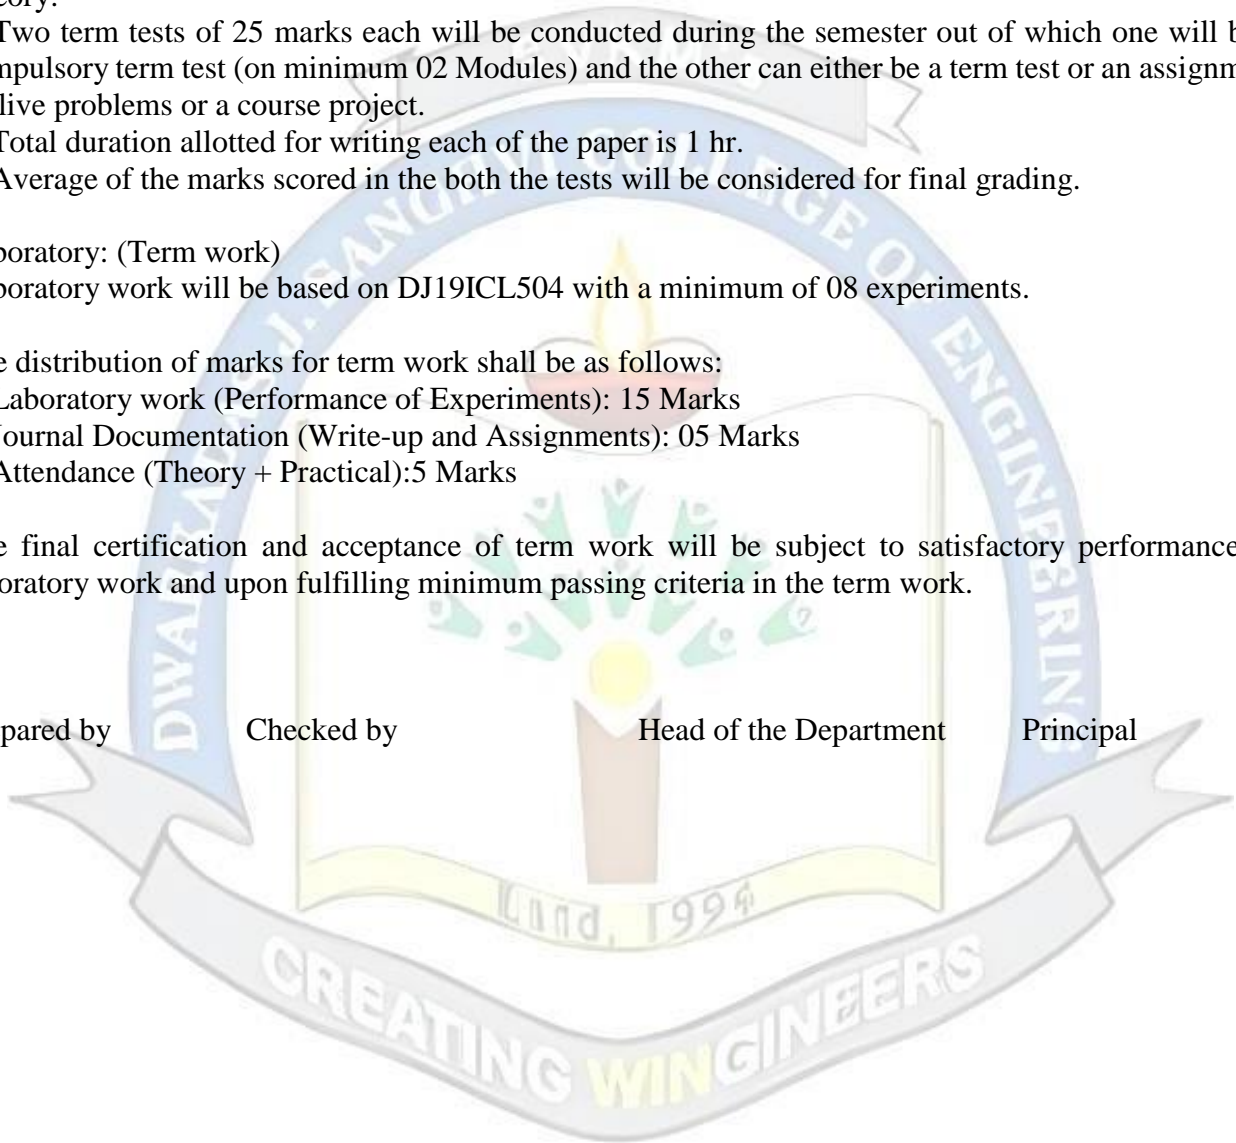 eory:
Two term tests of 25 marks each will be conducted during the semester out of which one will b
mpulsory term test (on minimum 02 Modules) and the other can either be a term test or an assignm
live problems or a course project.
Total duration allotted for writing each of the paper is 1 hr.
Average of the marks scored in the both the tests will be considered for final grading.
boratory: (Term work)
boratory work will be based on DJ19ICL504 with a minimum of 08 experiments.
e distribution of marks for term work shall be as follows:
Laboratory work (Performance of Experiments): 15 Marks
Journal Documentation (Write-up and Assignments): 05 Marks
Attendance (Theory + Practical):5 Marks
e final certification and acceptance of term work will be subject to satisfactory performance
oratory work and upon fulfilling minimum passing criteria in the term work.
pared by Checked by Head of the Department Principal
DWARKADAS J. SANGHVI COLLEGE OF ENGINEERING
1994
CREATING WINGINEERS